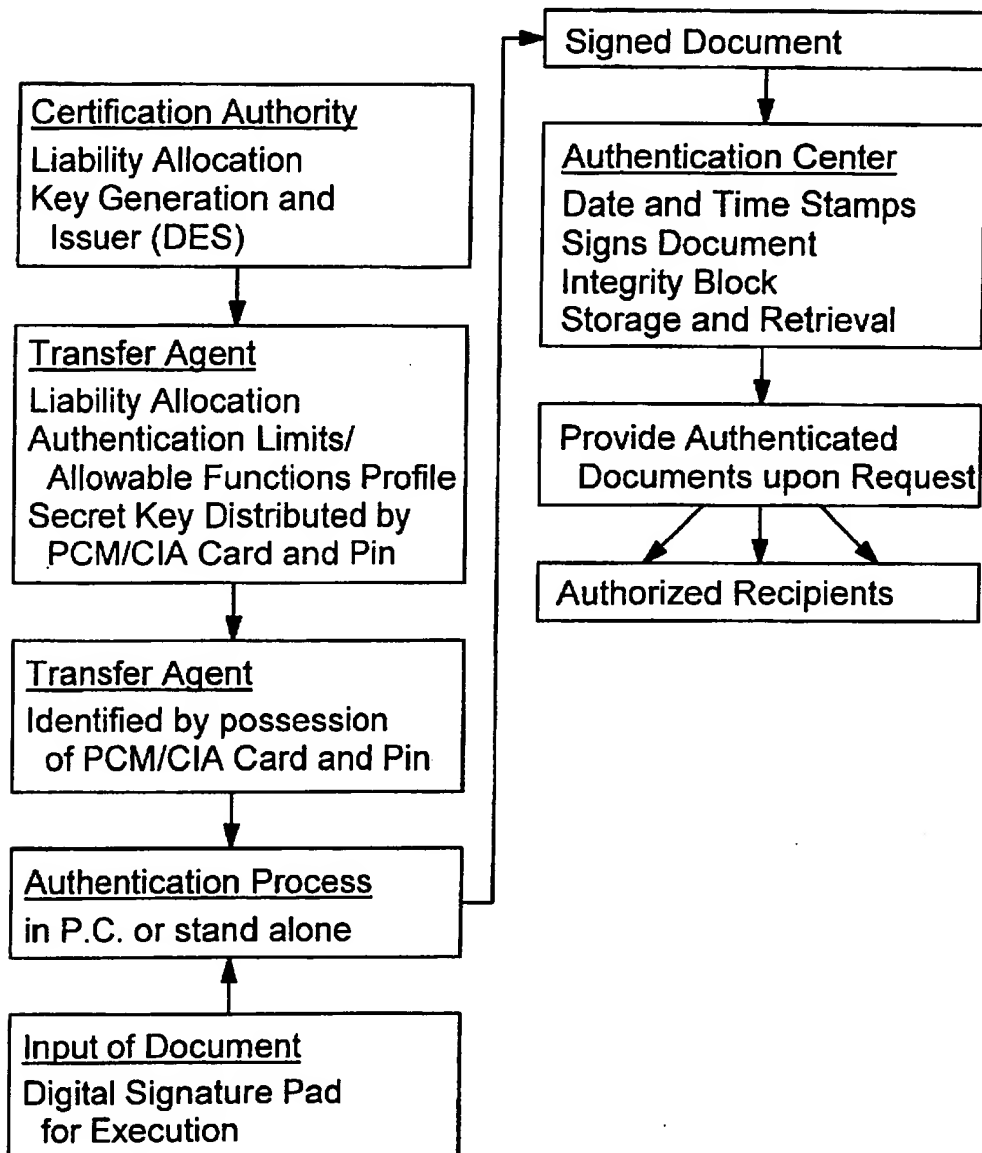 Certification Authority
Liability Allocation
Key Generation and
Issuer (DES)
Transfer Agent
Liability Allocation
Authentication Limits/
Allowable Functions Profile
Secret Key Distributed by
PCM/CIA Card and Pin
Transfer Agent
Identified by possession
of PCM/CIA Card and Pin
Authentication Process
in P.C. or stand alone
Input of Document
Digital Signature Pad
for Execution
Signed Document
Authentication Center
Date and Time Stamps
Signs Document
Integrity Block
Storage and Retrieval
Provide Authenticated
Documents upon Request
Authorized Recipients